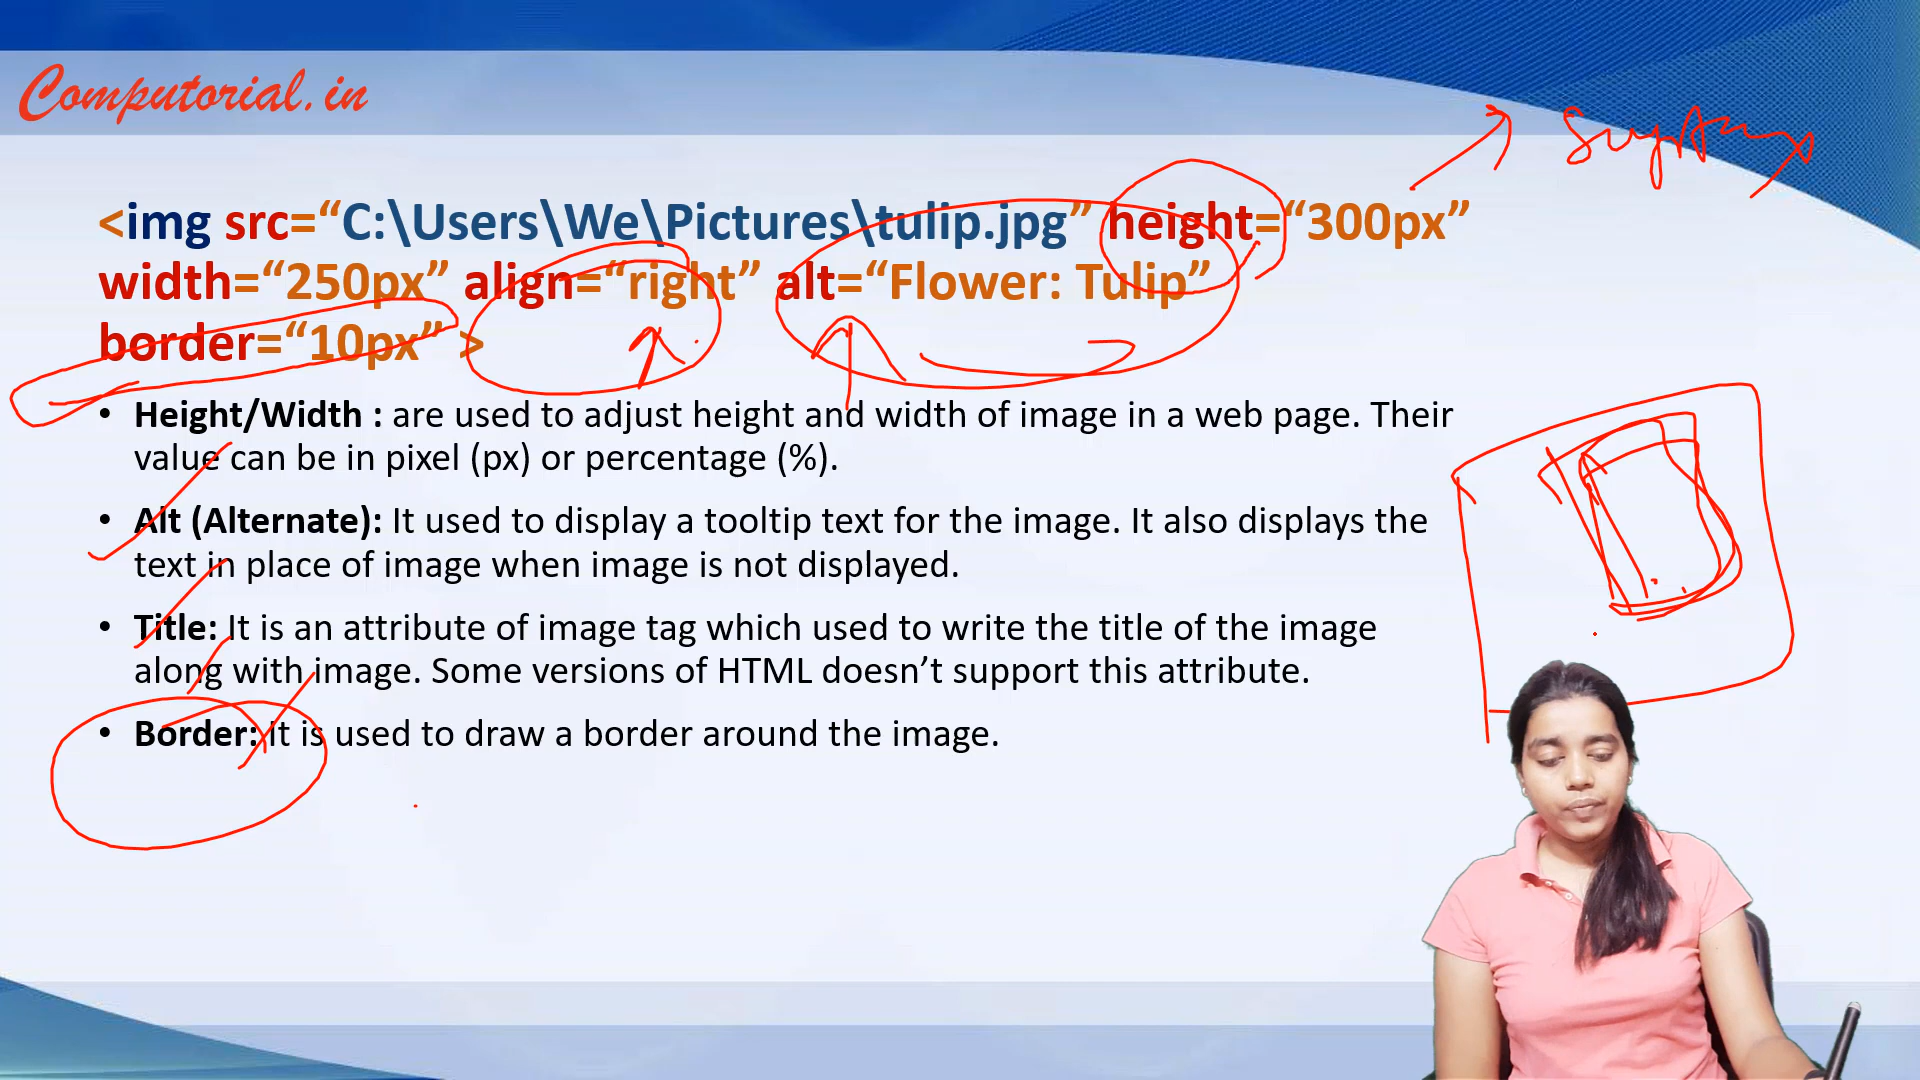 Computorial.in
<img src=“C:\Users\We\Pictures\tulip.jpg” height=“300px”
width=“250px” align=“right” alt=“Flower: Tulip”
border=“10px” >
• Height/Width : are used to adjust height and width of image in a web page. Their
value can be in pixel (px) or percentage (%).
• Alt (Alternate): It used to display a tooltip text for the image. It also displays the
text in place of image when image is not displayed.
• Title: It is an attribute of image tag which used to write the title of the image
along with image. Some versions of HTML doesn’t support this attribute.
• Border: It is used to draw a border around the image.